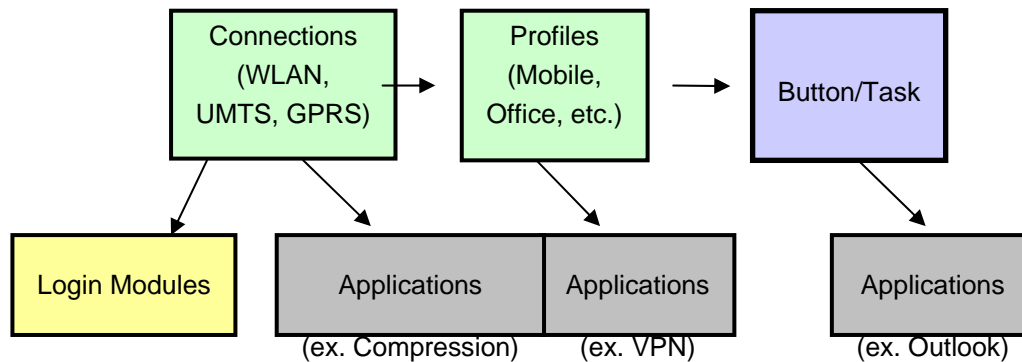 Connections
(WLAN,
UMTS, GPRS)
Profiles
(Mobile,
Office, etc.)
Button/Task
Login Modules
Applications
(ex. Compression)
Applications
(ex. VPN)
Applications
(ex. Outlook)